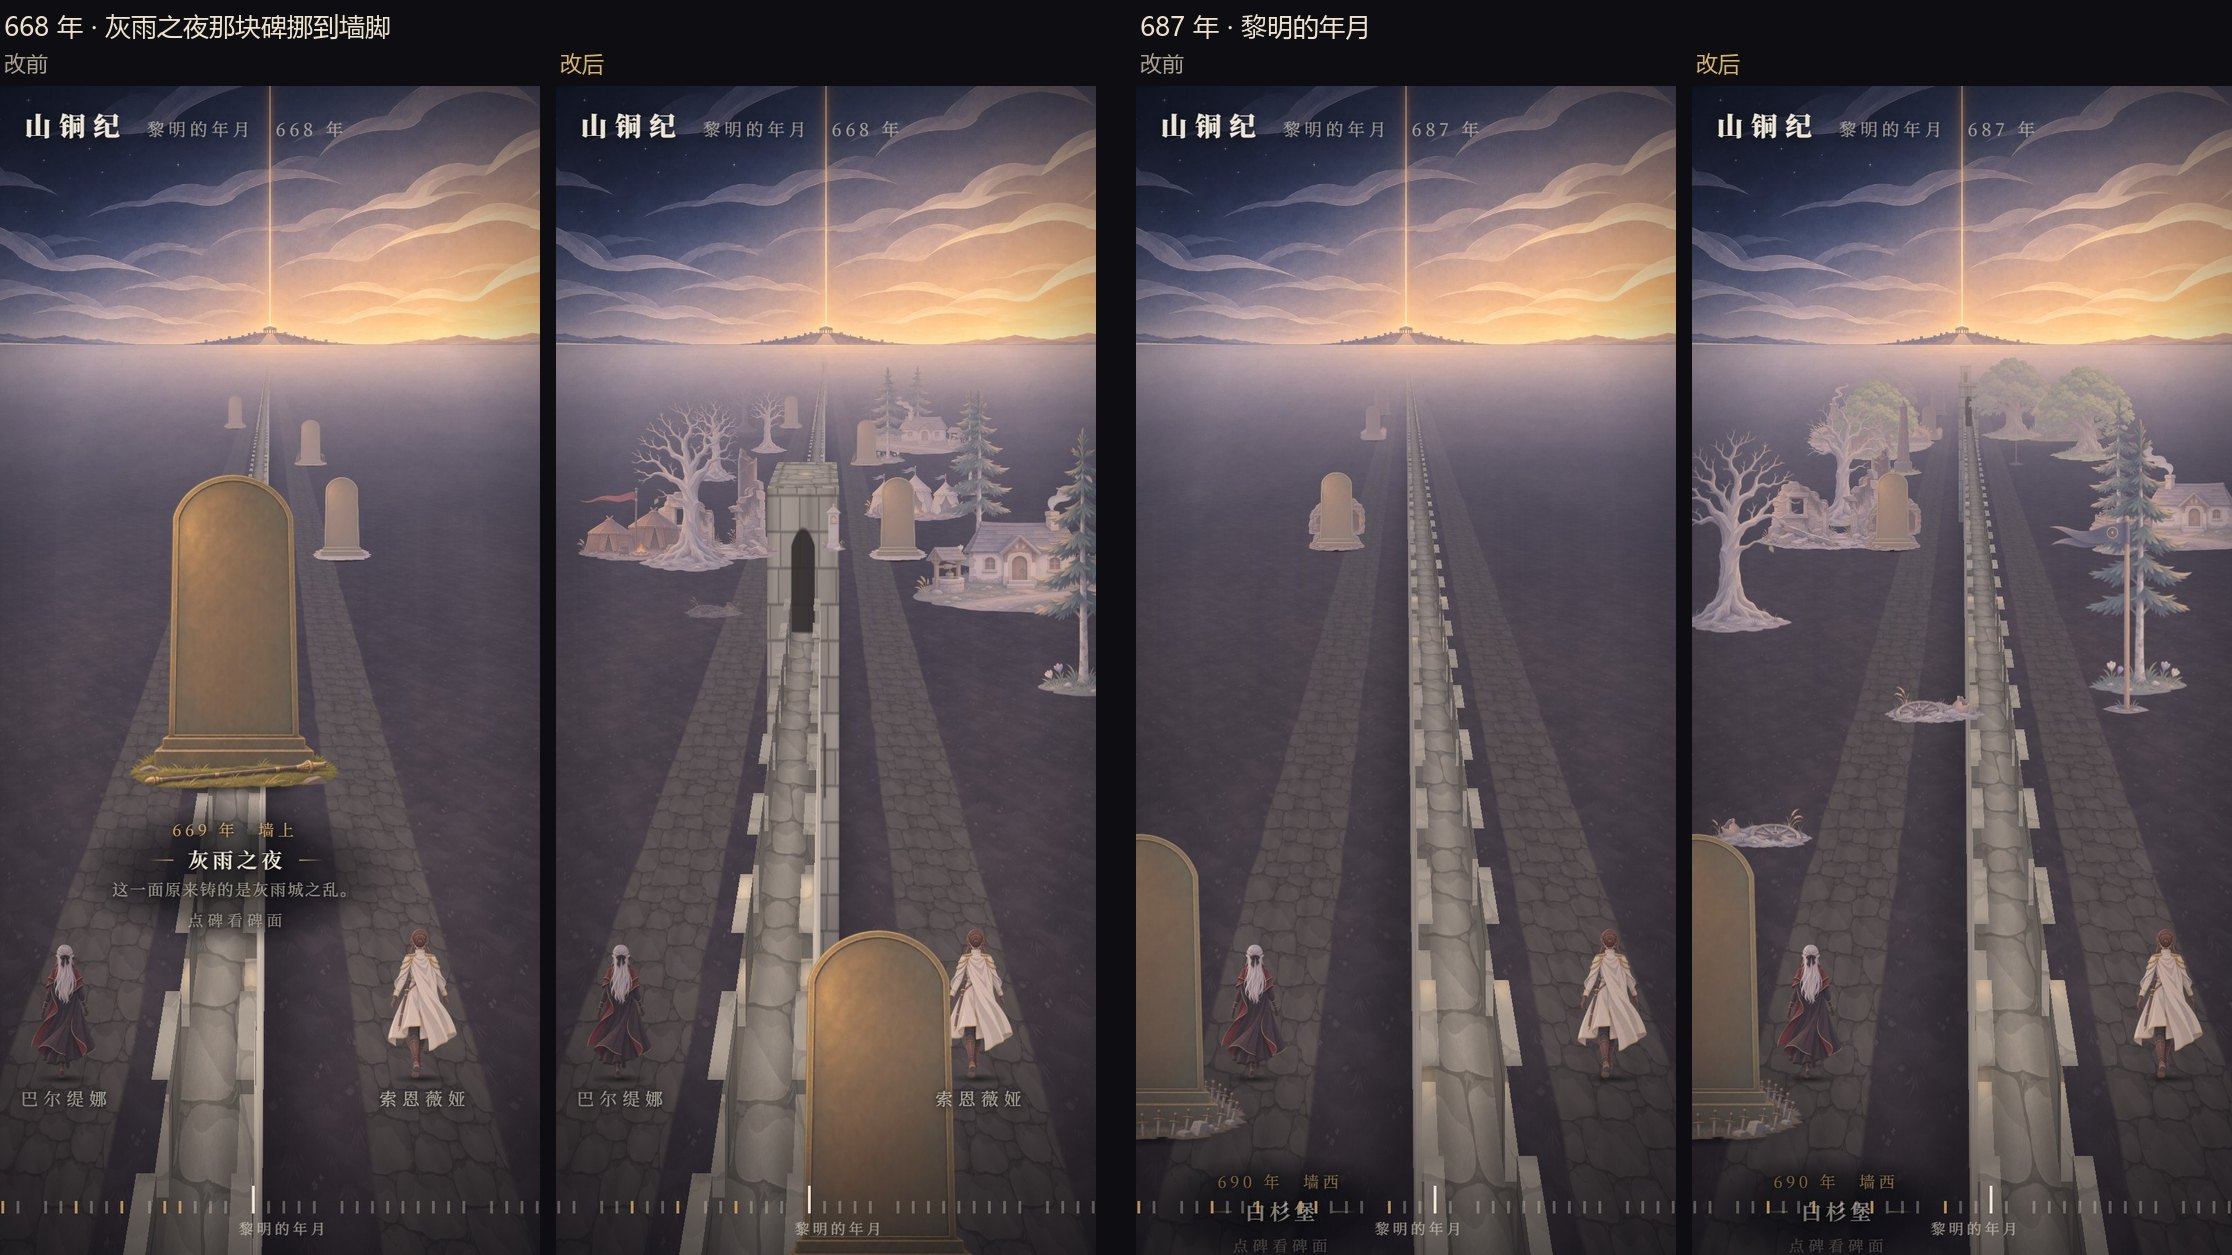 668 年 · 灰雨之夜那块碑挪到墙脚
改前
山铜纪 黎明的年月 668 年
669 年 墙上
灰雨之夜
这一面原来铸的是灰雨城之乱。
点碑看碑面
巴尔缇娜
索恩薇娅
黎明的年月
改后
山铜纪 黎明的年月 668 年
巴尔缇娜
索恩薇娅
黎明的年月
687 年 · 黎明的年月
改前
山铜纪 黎明的年月 687 年
690 年 墙西
白杉堡
黎明的年月
点碑看碑面
改后
山铜纪 黎明的年月 687 年
690 年 墙西
白杉堡
黎明的年月
点碑看碑面